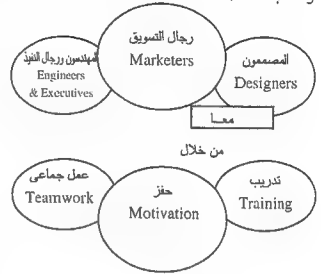 رجال التسويق
Marketers
المهندسون ورجال التنفيذ
Engineers
& Executives
المصممون
Designers
معا
من خلال
عمل جماعى
Teamwork
حفز
Motivation
تدريب
Training